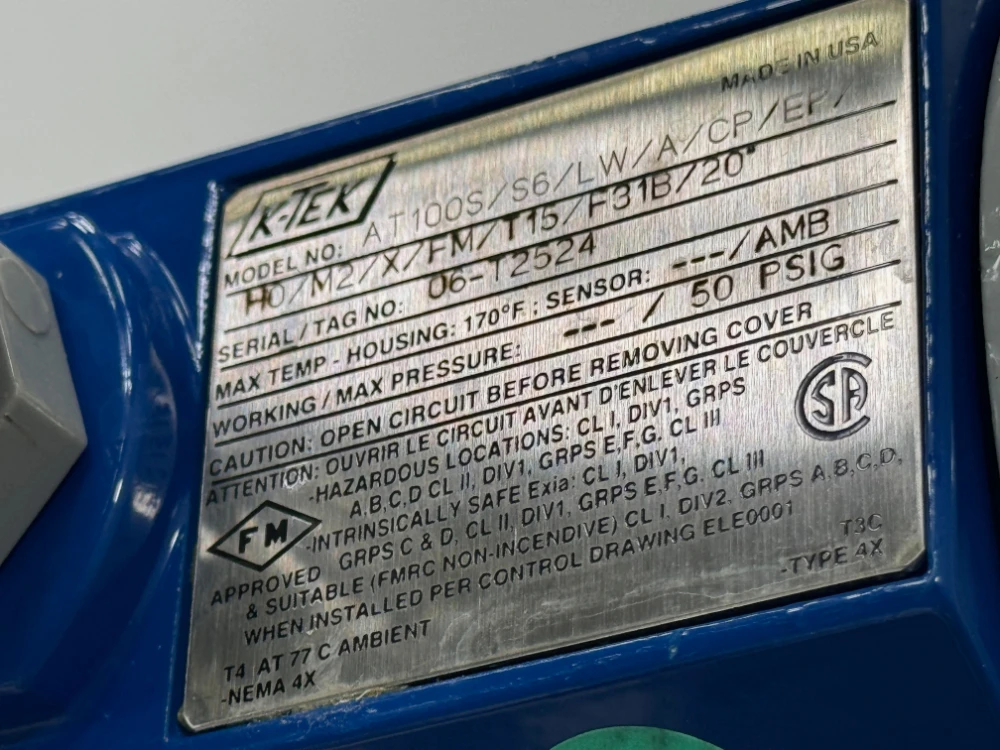 MADE IN USA
K-TEK
MODEL NO: AT100S/S6/LW/A/CP/EP/
H0/M2/X/FM/T15/F31B/20"
SERIAL / TAG NO: 06-T2524
MAX TEMP - HOUSING: 170°F ; SENSOR: ---/AMB
WORKING / MAX PRESSURE: --- / 50 PSIG
CAUTION: OPEN CIRCUIT BEFORE REMOVING COVER
ATTENTION: OUVRIR LE CIRCUIT AVANT D'ENLEVER LE COUVERCLE
-HAZARDOUS LOCATIONS: CL I, DIV1, GRPS
A,B,C,D CL II, DIV1, GRPS E,F,G, CL III
-INTRINSICALLY SAFE Exia: CL I, DIV1,
GRPS C & D, CL II, DIV1, GRPS E,F,G, CL III
& SUITABLE (FMRC NON-INCENDIVE) CL I, DIV2, GRPS A,B,C,D,
WHEN INSTALLED PER CONTROL DRAWING ELE0001
FM
APPROVED
SA
T4 AT 77 C AMBIENT
T3C
-NEMA 4X
-TYPE 4X